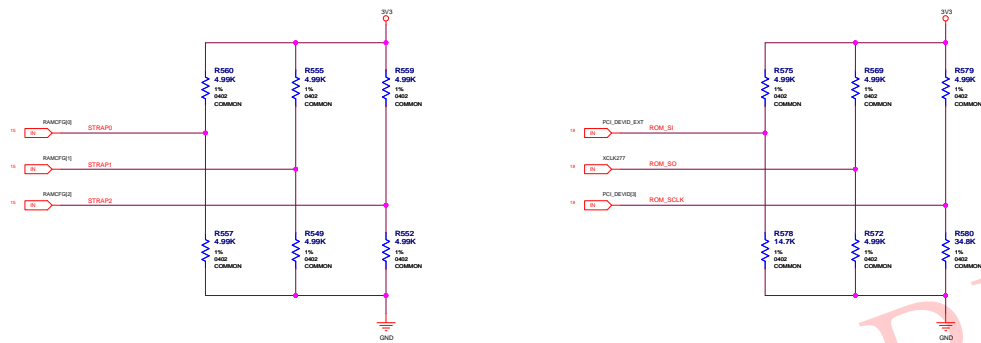 3V3
R560
4.99K
1%
0402
COMMON
R555
4.99K
1%
0402
COMMON
R559
4.99K
1%
0402
COMMON
RAMCFG[0]
IN
STRAP0
RAMCFG[1]
IN
STRAP1
RAMCFG[2]
IN
STRAP2
R557
4.99K
1%
0402
COMMON
R549
4.99K
1%
0402
COMMON
R552
4.99K
1%
0402
COMMON
GND
3V3
R575
4.99K
1%
0402
COMMON
R569
4.99K
1%
0402
COMMON
R579
4.99K
1%
0402
COMMON
PCI_DEVID_EXT
IN
ROM_SI
XCLK277
IN
ROM_SO
PCI_DEVID[3]
IN
ROM_SCLK
R578
14.7K
1%
0402
COMMON
R572
4.99K
1%
0402
COMMON
R580
34.8K
1%
0402
COMMON
GND